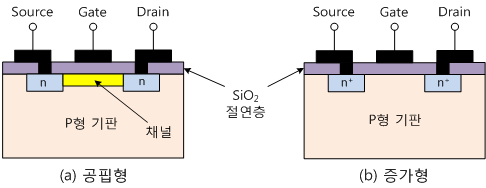 Source Gate Drain
Source Gate Drain
n n
n⁺ n⁺
SiO₂
절연층
P형 기판
채널
P형 기판
(a) 공핍형
(b) 증가형